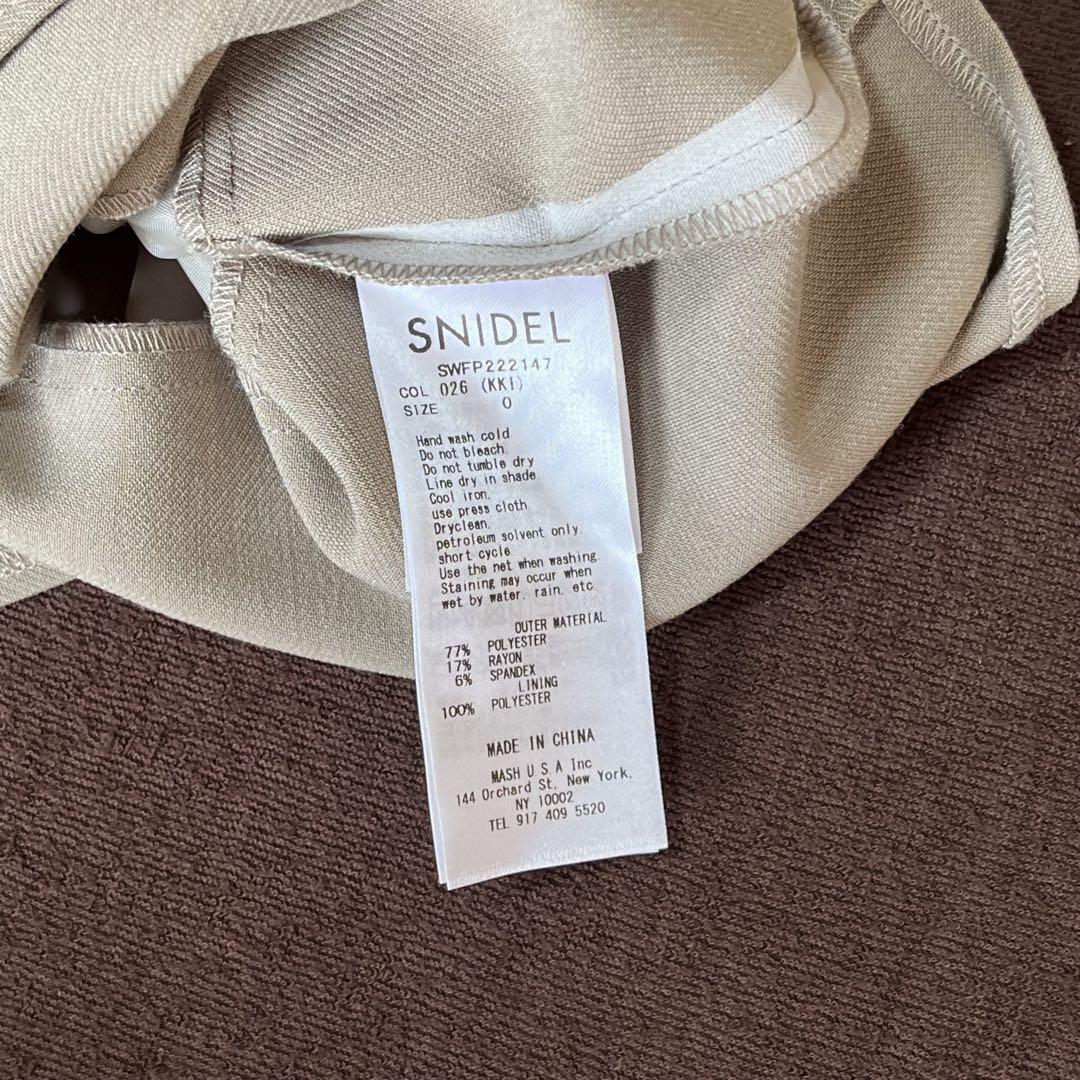 SNIDEL
SWFP222147
COL 026 (KKI)
SIZE 0
Hand wash cold
Do not bleach
Do not tumble dry
Line dry in shade
Cool iron,
use press cloth
Dryclean,
petroleum solvent only.
short cycle
Use the net when washing.
Staining may occur when
wet by water, rain, etc
OUTER MATERIAL
77% POLYESTER
17% RAYON
6% SPANDEX
LINING
100% POLYESTER
MADE IN CHINA
MASH U S A Inc
144 Orchard St, New York,
NY 10002
TEL 917 409 5520